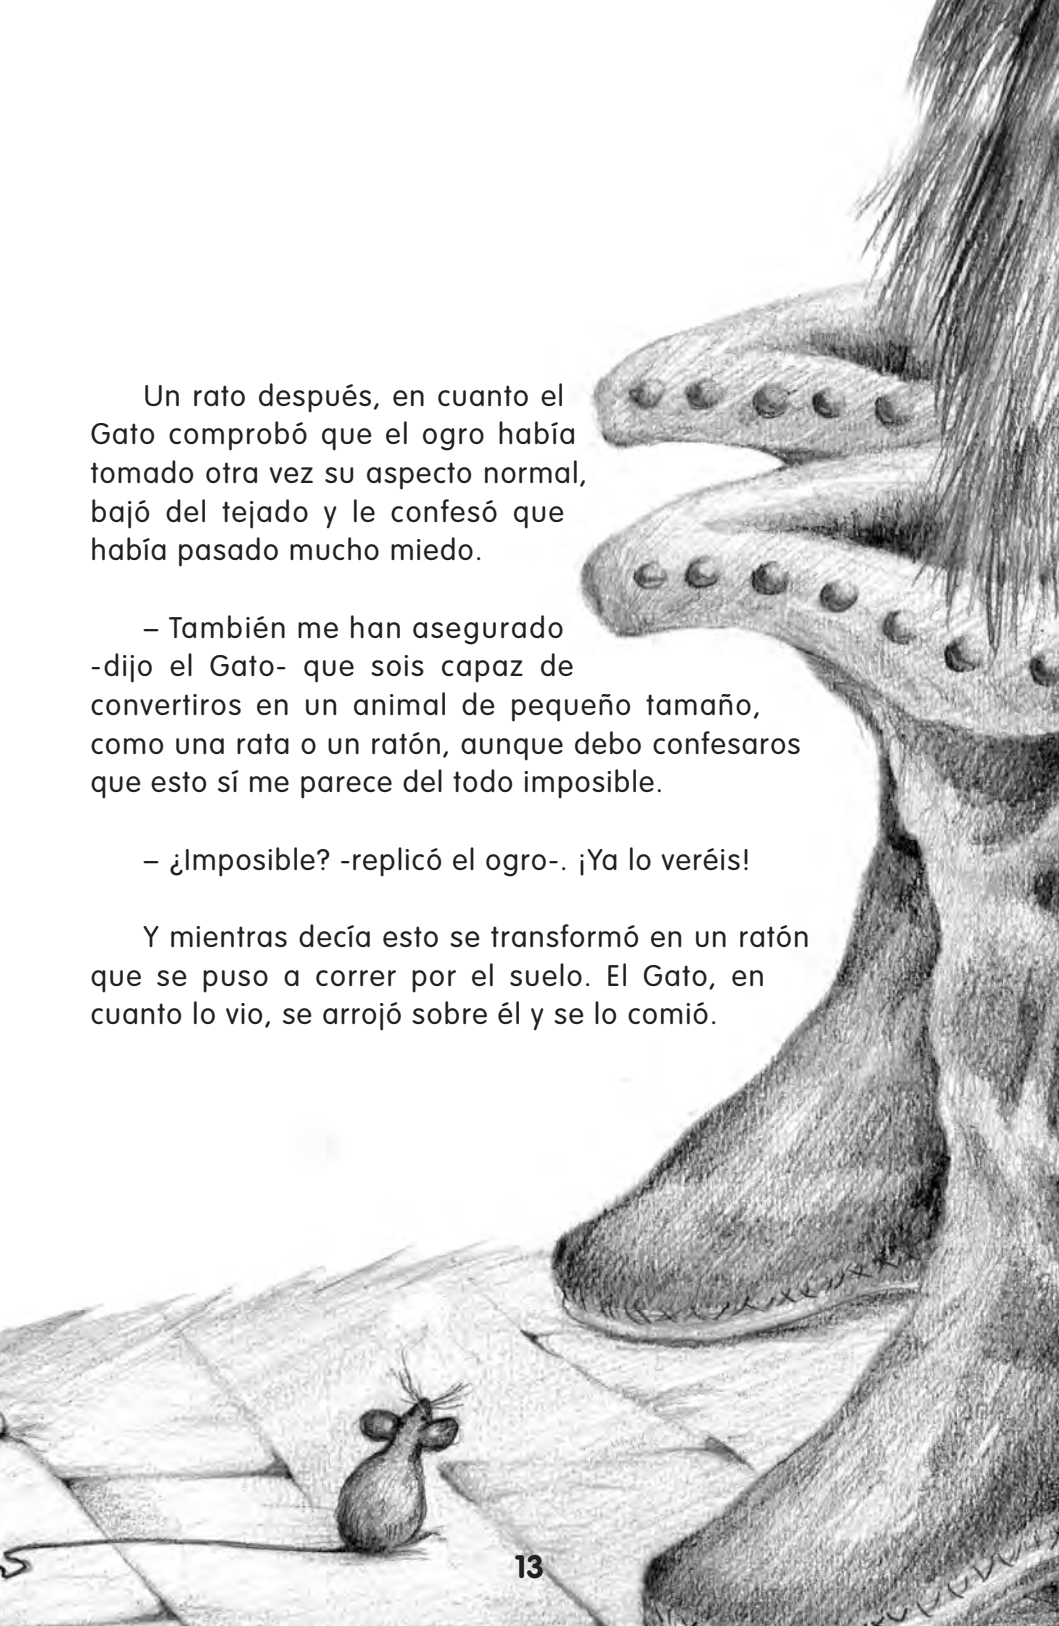 Un rato después, en cuanto el
Gato comprobó que el ogro había
tomado otra vez su aspecto normal,
bajó del tejado y le confesó que
había pasado mucho miedo.
– También me han asegurado
-dijo el Gato- que sois capaz de
convertiros en un animal de pequeño tamaño,
como una rata o un ratón, aunque debo confesaros
que esto sí me parece del todo imposible.
– ¿Imposible? -replicó el ogro-. ¡Ya lo veréis!
Y mientras decía esto se transformó en un ratón
que se puso a correr por el suelo. El Gato, en
cuanto lo vio, se arrojó sobre él y se lo comió.
13